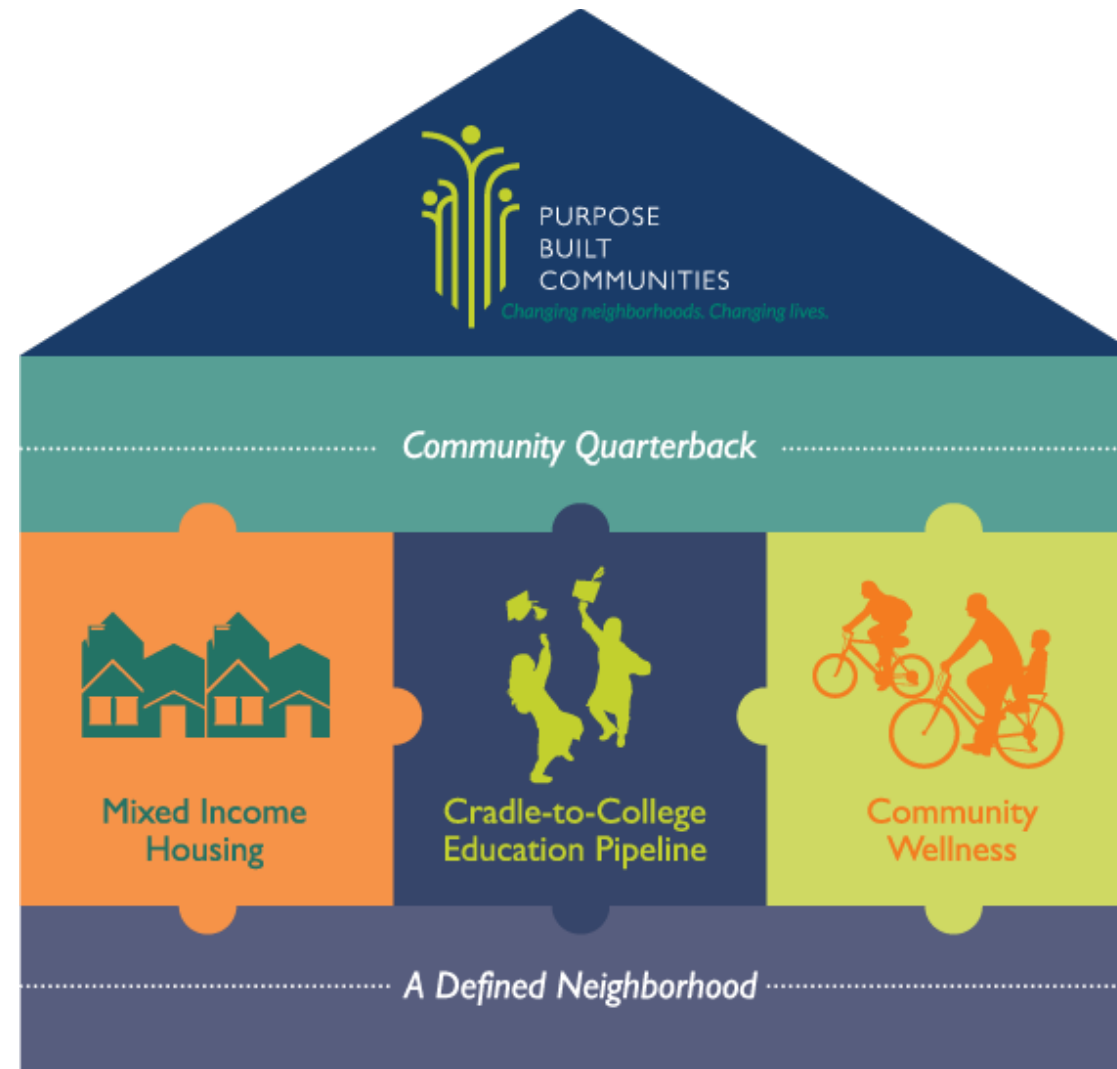 PURPOSE
BUILT
COMMUNITIES
Changing neighborhoods. Changing lives.
Community Quarterback
Mixed Income
Housing
Cradle-to-College
Education Pipeline
Community
Wellness
A Defined Neighborhood